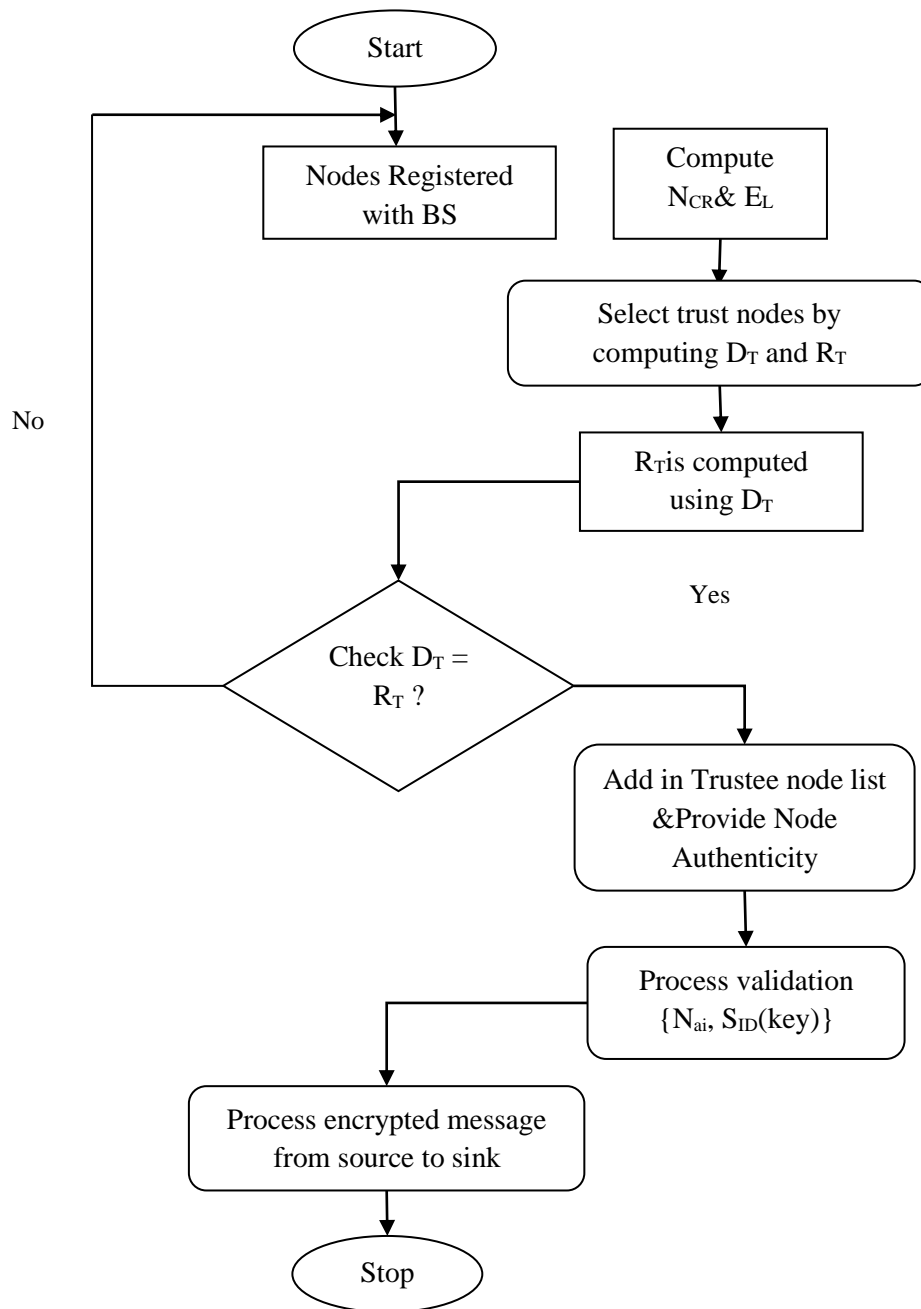 Start
Nodes Registered
with BS
Compute
NCR& EL
Select trust nodes by
computing DT and RT
No
RTis computed
using DT
Yes
Check DT =
RT ?
Add in Trustee node list
&Provide Node
Authenticity
Process validation
{Nai, SID(key)}
Process encrypted message
from source to sink
Stop